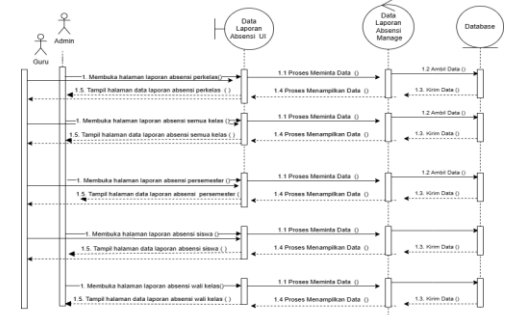 Guru
Admin
Data
Laporan
Absensi UI
Data
Laporan
Absensi
Manage
Database
1. Membuka halaman laporan absensi perkelas()
1.1 Proses Meminta Data ()
1.2 Ambil Data ()
1.5. Tampil halaman data laporan absensi perkelas ( )
1.4 Proses Menampilkan Data ()
1.3. Kirim Data ()
1. Membuka halaman laporan absensi semua kelas ()
1.1 Proses Meminta Data ()
1.2 Ambil Data ()
1.5. Tampil halaman data laporan absensi semua kelas ( )
1.4 Proses Menampilkan Data ()
1.3. Kirim Data ()
1. Membuka halaman laporan absensi persemester ()
1.1 Proses Meminta Data ()
1.2 Ambil Data ()
1.5. Tampil halaman data laporan absensi persemester (
1.4 Proses Menampilkan Data ()
1.3. Kirim Data ()
1. Membuka halaman laporan absensi siswa ()
1.1 Proses Meminta Data ()
1.5. Tampil halaman data laporan absensi siswa ( )
1.4 Proses Menampilkan Data ()
1.3. Kirim Data ()
1. Membuka halaman laporan absensi wali kelas()
1.1 Proses Meminta Data ()
1.5. Tampil halaman data laporan absensi wali kelas ( )
1.4 Proses Menampilkan Data ()
1.3. Kirim Data ()